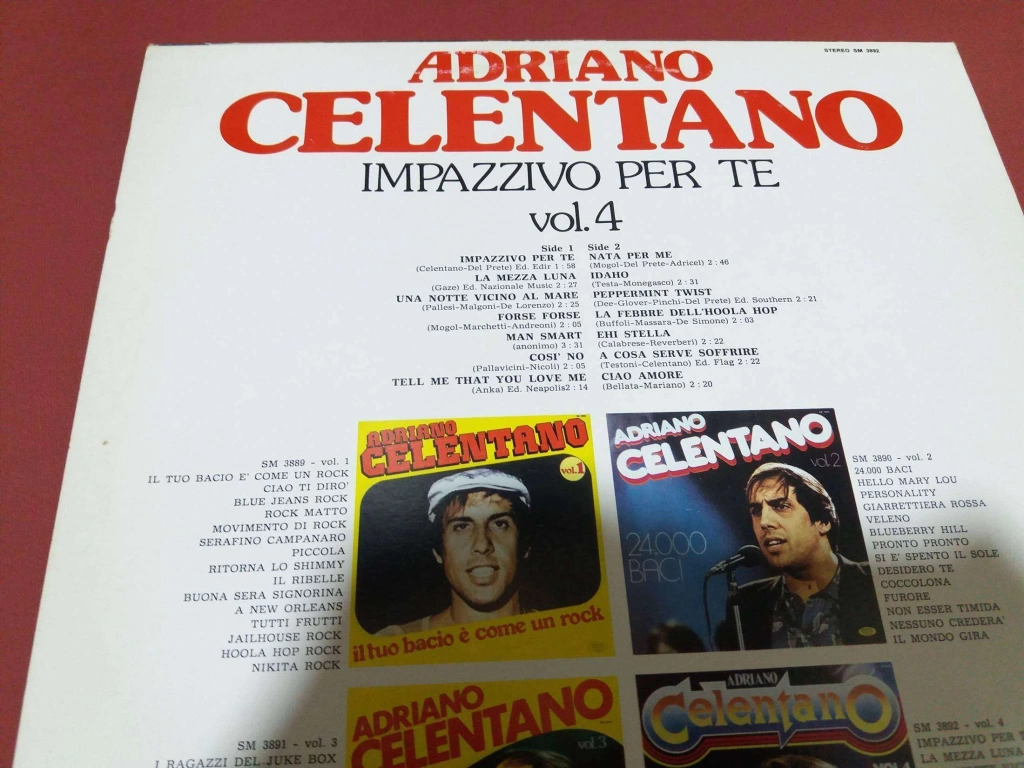 STEREO SM 3892
ADRIANO
CELENTANO
IMPAZZIVO PER TE
vol. 4
Side 1
IMPAZZIVO PER TE
(Celentano-Del Prete) Ed. Edir 1 : 58
LA MEZZA LUNA
(Gaze) Ed. Nazionale Music 2 : 27
UNA NOTTE VICINO AL MARE
(Pallesi-Malgoni-De Lorenzo) 2 : 25
FORSE FORSE
(Mogol-Marchetti-Andreoni) 2 : 05
MAN SMART
(anonimo) 3 : 31
COSI' NO
(Pallavicini-Nicoli) 2 : 05
TELL ME THAT YOU LOVE ME
(Anka) Ed. Neapolis2 : 14
Side 2
NATA PER ME
(Mogol-Del Prete-Adricel) 2 : 46
IDAHO
(Testa-Monegasco) 2 : 31
PEPPERMINT TWIST
(Dee-Glover-Pinchi-Del Prete) Ed. Southern 2 : 21
LA FEBBRE DELL'HOOLA HOP
(Buffoli-Massara-De Simone) 2 : 03
EHI STELLA
(Calabrese-Reverberi) 2 : 22
A COSA SERVE SOFFRIRE
(Testoni-Celentano) Ed. Flag 2 : 22
CIAO AMORE
(Bellata-Mariano) 2 : 20
SM 3889 - vol. 1
IL TUO BACIO E' COME UN ROCK
CIAO TI DIRO'
BLUE JEANS ROCK
ROCK MATTO
MOVIMENTO DI ROCK
SERAFINO CAMPANARO
PICCOLA
RITORNA LO SHIMMY
IL RIBELLE
BUONA SERA SIGNORINA
A NEW ORLEANS
TUTTI FRUTTI
JAILHOUSE ROCK
HOOLA HOP ROCK
NIKITA ROCK
ADRIANO
CELENTANO
vol.1
il tuo bacio è come un rock
ADRIANO
CELENTANO
vol. 2
24.000
BACI
SM 3890 - vol. 2
24.000 BACI
HELLO MARY LOU
PERSONALITY
GIARRETTIERA ROSSA
VELENO
BLUEBERRY HILL
PRONTO PRONTO
SI E' SPENTO IL SOLE
DESIDERO TE
COCCOLONA
FURORE
NON ESSER TIMIDA
NESSUNO CREDERA'
IL MONDO GIRA
SM 3891 - vol. 3
I RAGAZZI DEL JUKE BOX
ADRIANO
CELENTANO
vol.3
ADRIANO
Celentano
VOL. 4
SM 3892 - vol. 4
IMPAZZIVO PER T
LA MEZZA LUNA